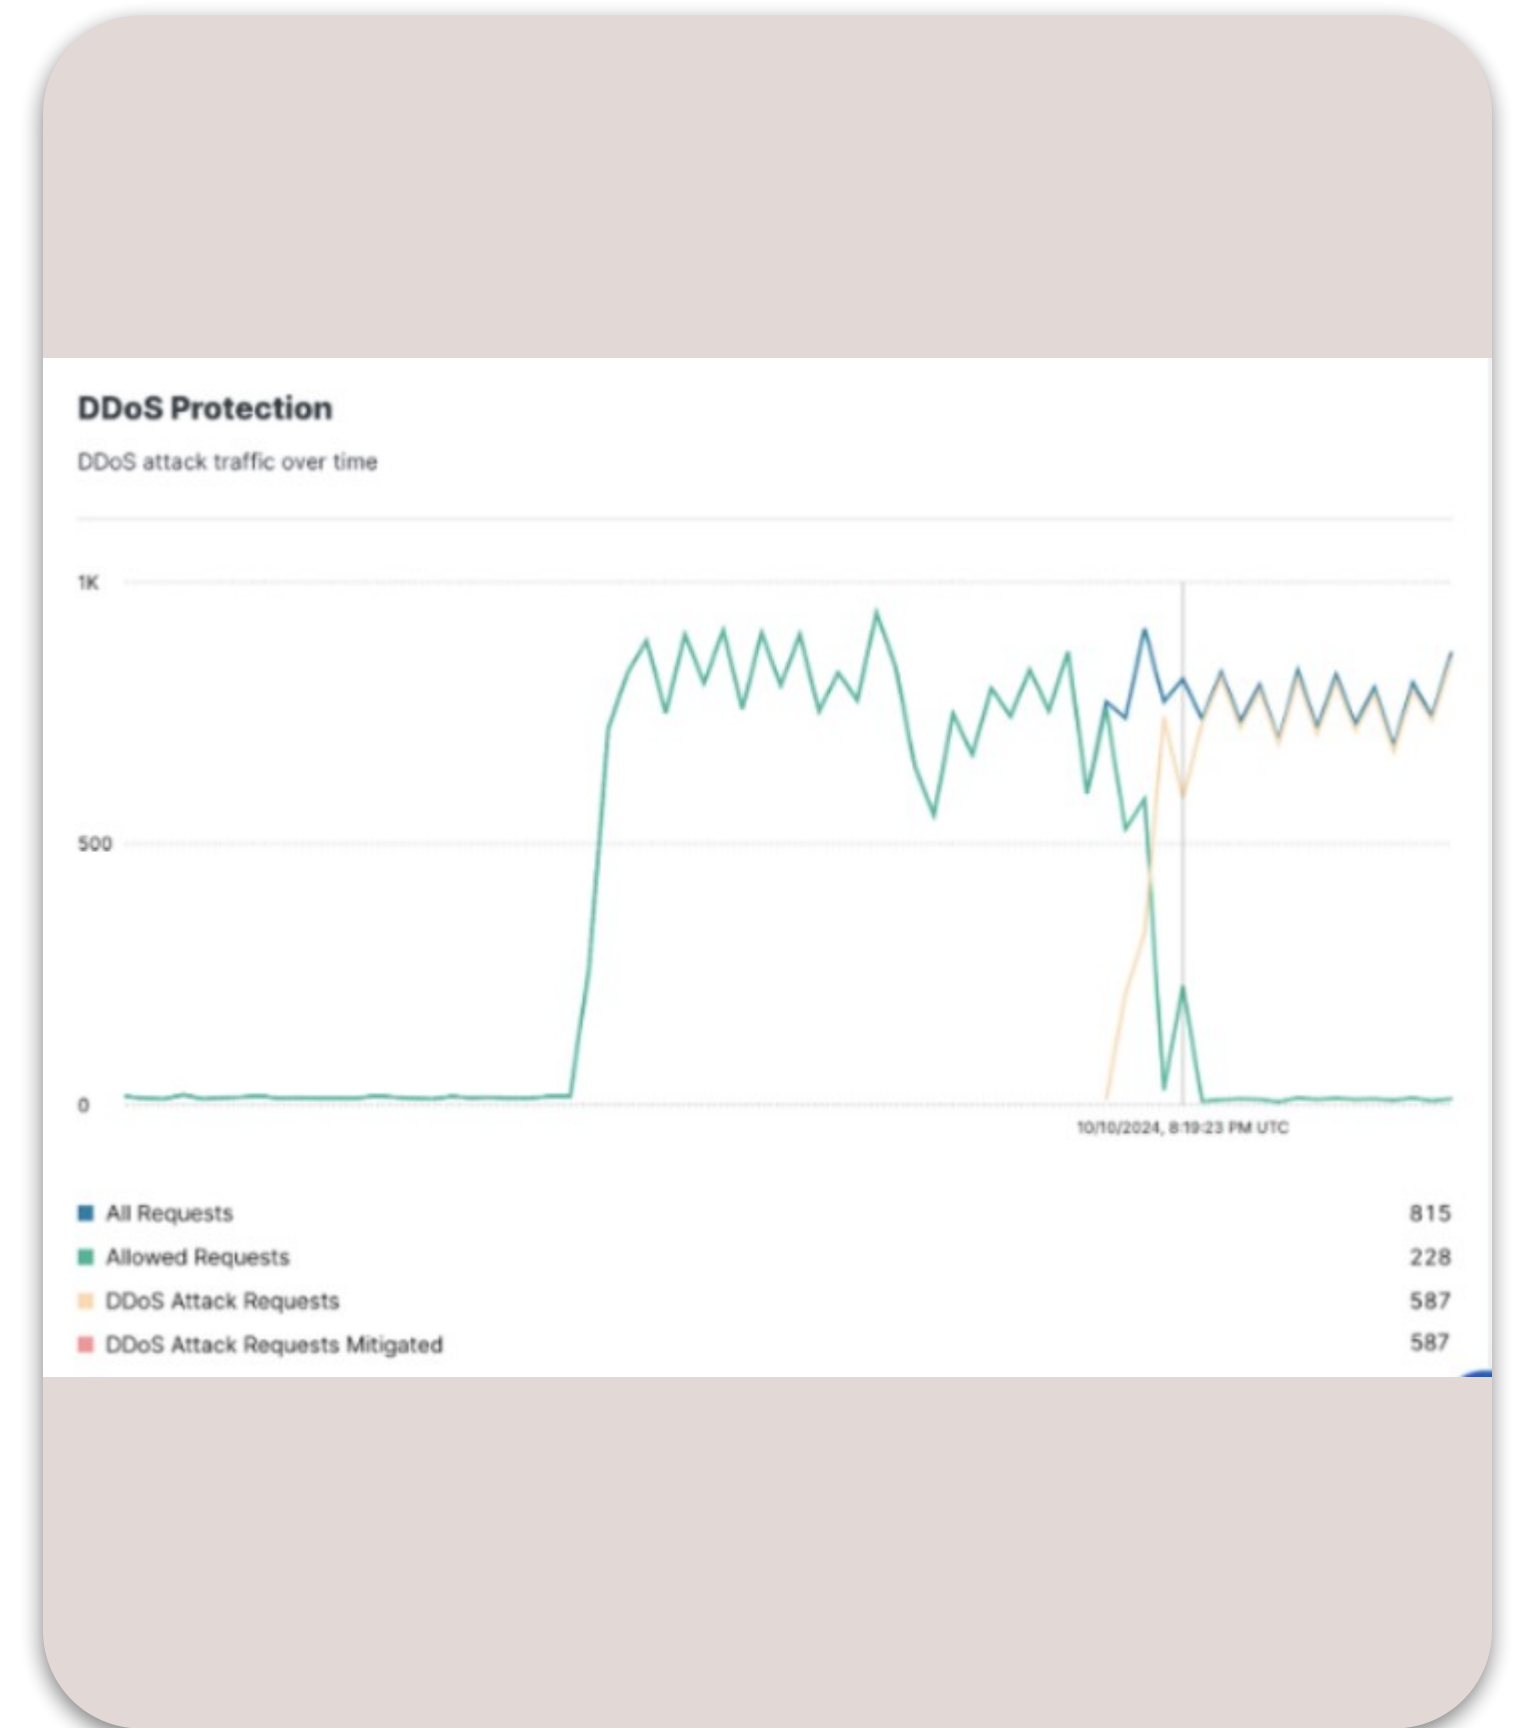 DDoS Protection
DDoS attack traffic over time
1K
500
0
10/10/2024, 8:19:23 PM UTC
All Requests 815
Allowed Requests 228
DDoS Attack Requests 587
DDoS Attack Requests Mitigated 587